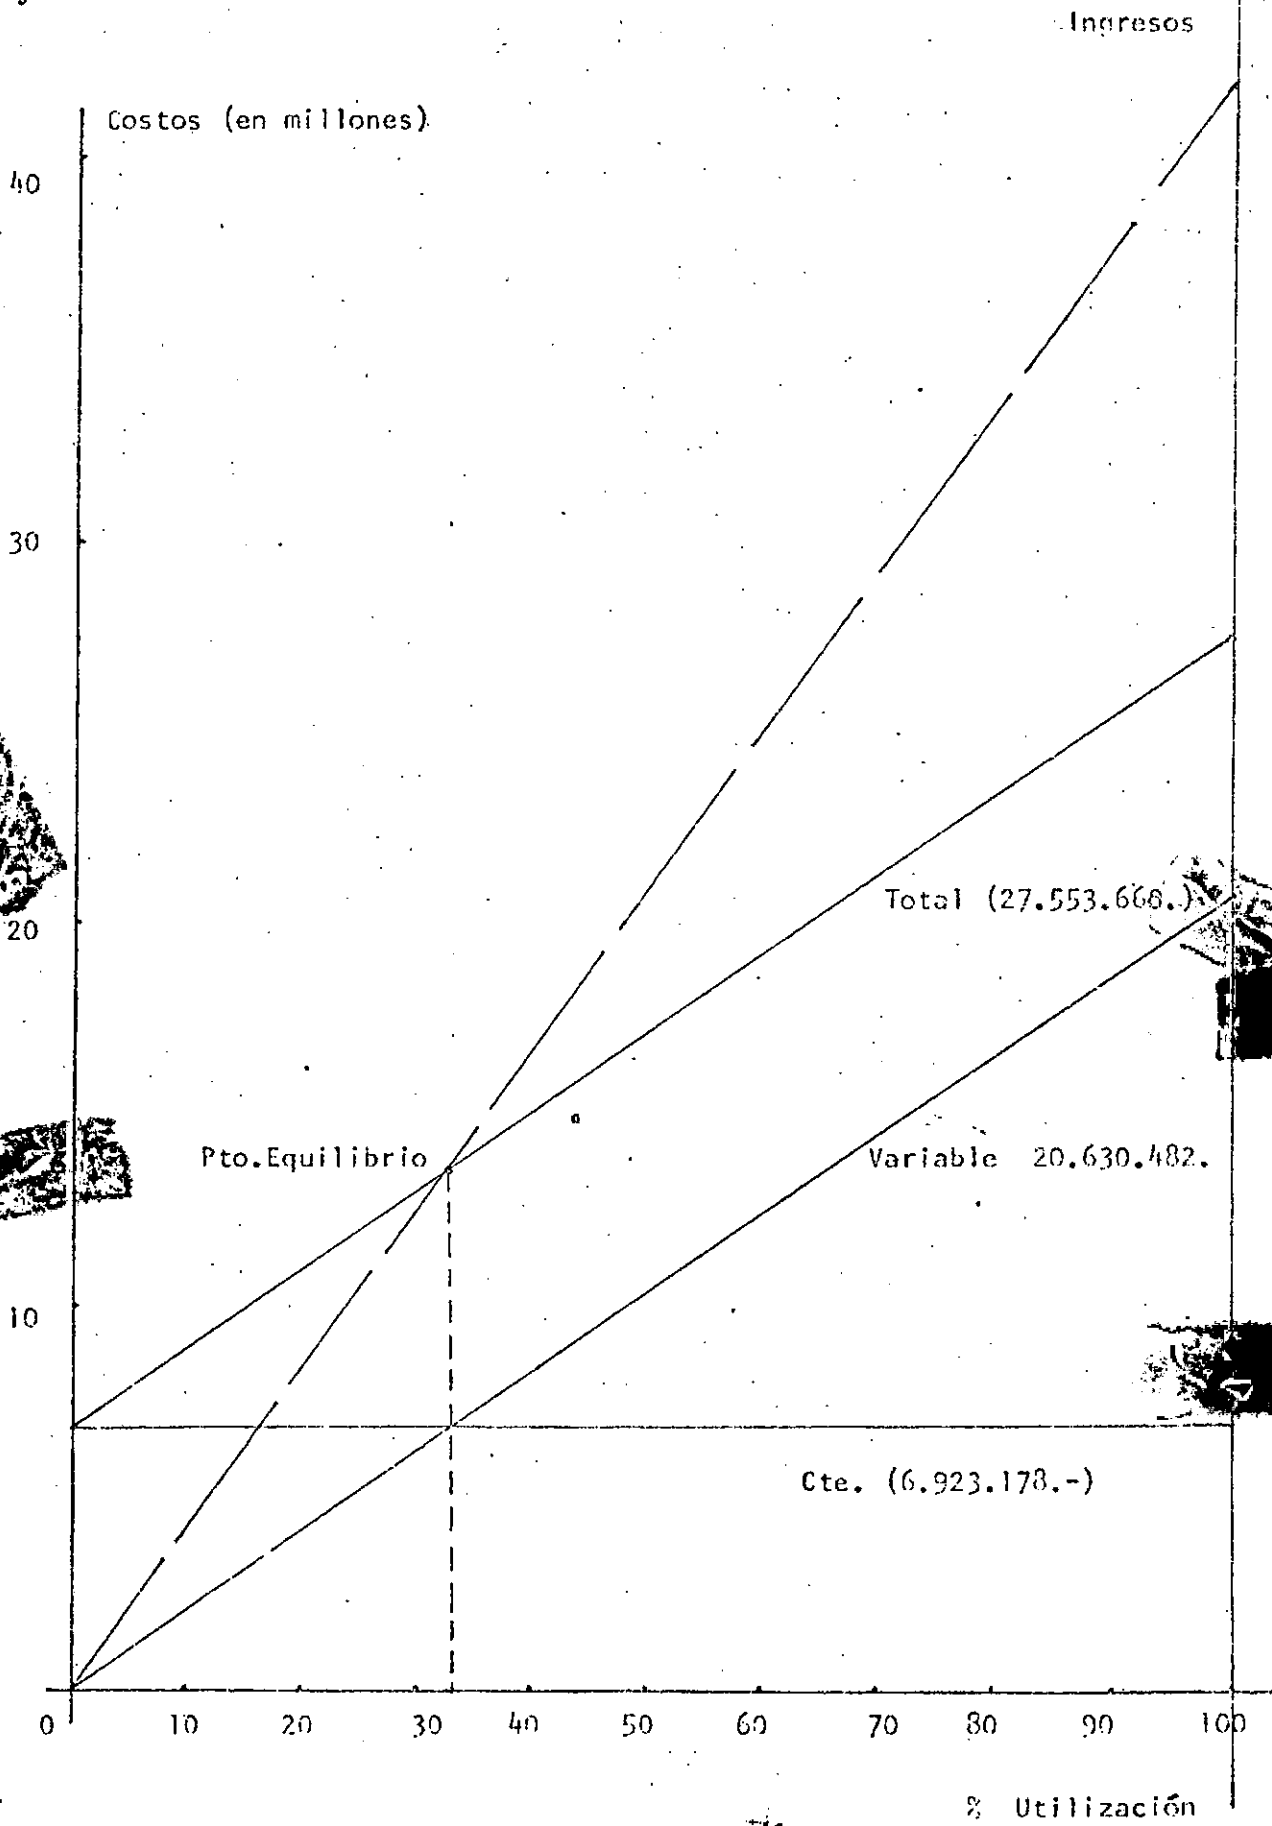 Ingresos
Costos (en millones)
40
30
Total (27.553.660.)
20
Pto.Equilibrio
Variable 20.630.482.
10
Cte. (6.923.178.-)
0 10 20 30 40 50 60 70 80 90 100
% Utilización